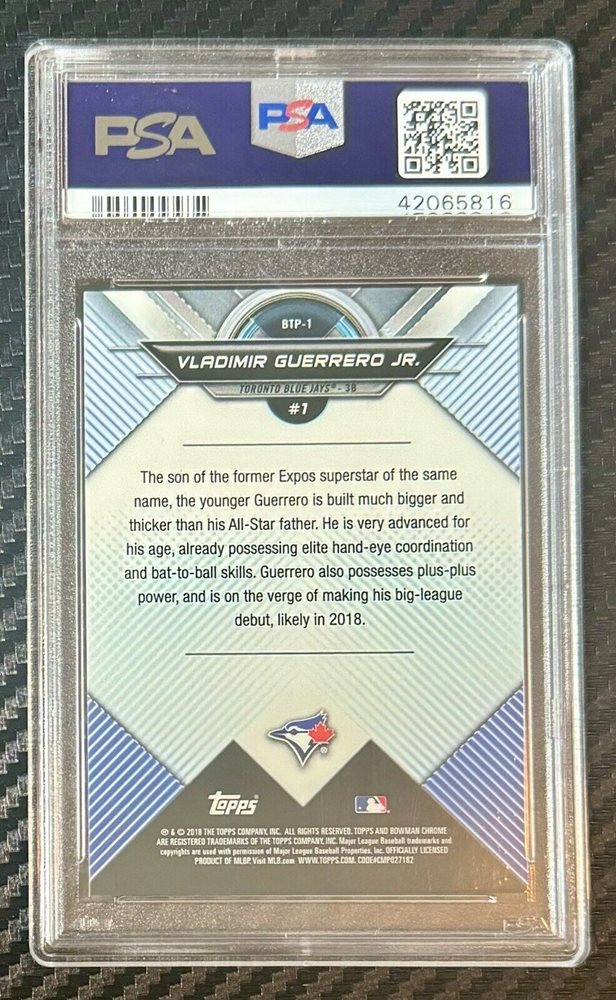 PSA
PSA
42065816
BTP-1
VLADIMIR GUERRERO JR.
TORONTO BLUE JAYS® - 3B
#1
The son of the former Expos superstar of the same
name, the younger Guerrero is built much bigger and
thicker than his All-Star father. He is very advanced for
his age, already possessing elite hand-eye coordination
and bat-to-ball skills. Guerrero also possesses plus-plus
power, and is on the verge of making his big-league
debut, likely in 2018.
Topps
® & © 2018 THE TOPPS COMPANY, INC. ALL RIGHTS RESERVED. TOPPS AND BOWMAN CHROME
ARE REGISTERED TRADEMARKS OF THE TOPPS COMPANY, INC. Major League Baseball trademarks and
copyrights are used with permission of Major League Baseball Properties, Inc. OFFICIALLY LICENSED
PRODUCT OF MLBP. Visit MLB.com WWW.TOPPS.COM. CODE#CMP027182